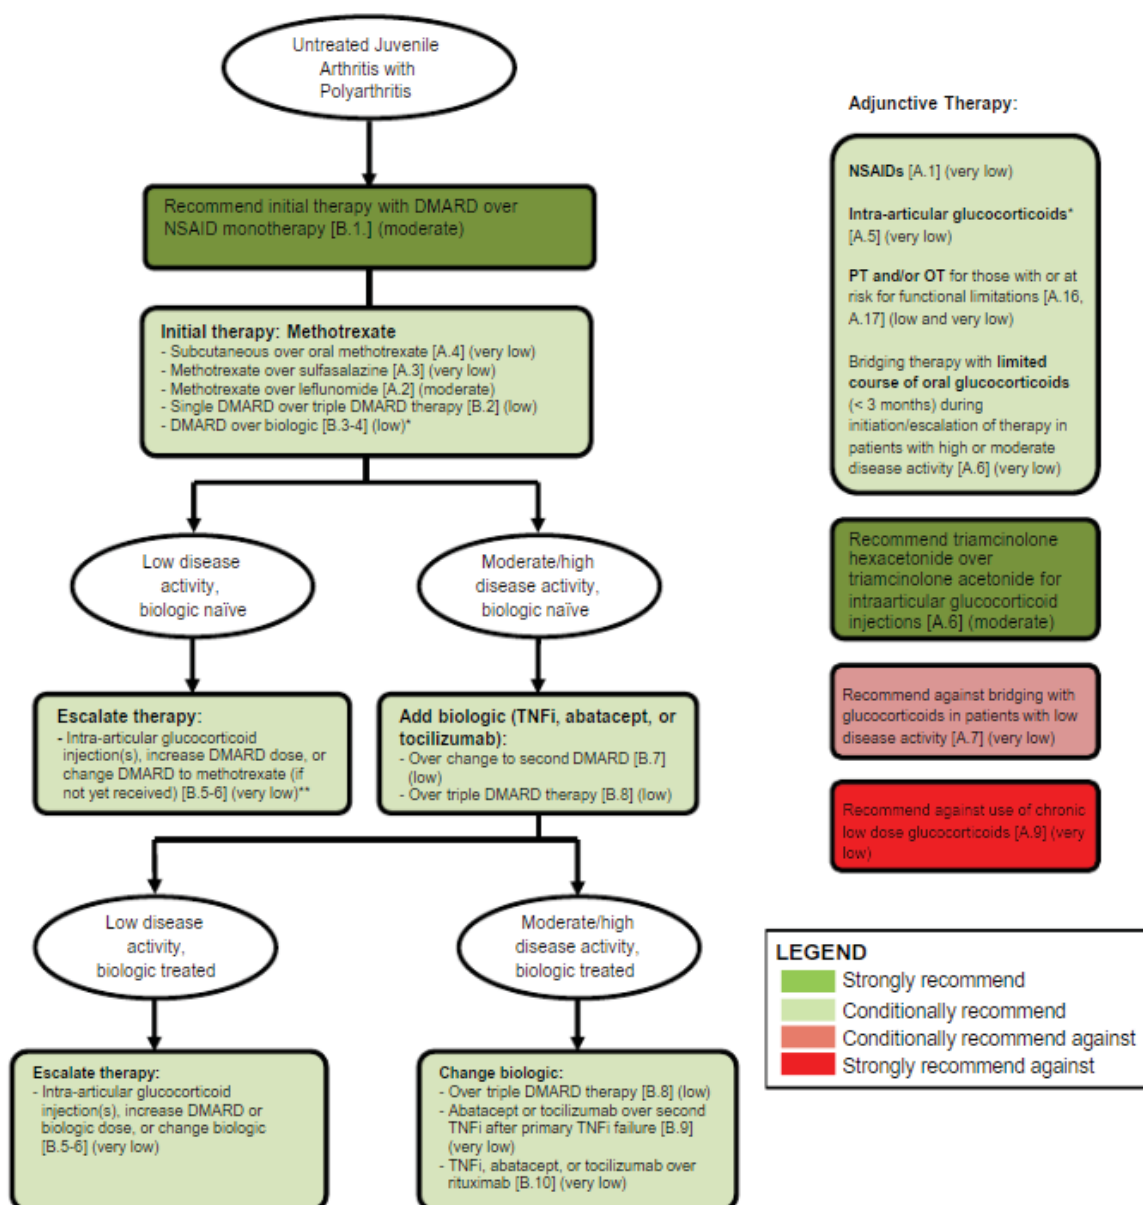 Untreated Juvenile
Arthritis with
Polyarthritis
Recommend initial therapy with DMARD over
NSAID monotherapy [B.1.] (moderate)
Initial therapy: Methotrexate
- Subcutaneous over oral methotrexate [A.4] (very low)
- Methotrexate over sulfasalazine [A.3] (very low)
- Methotrexate over leflunomide [A.2] (moderate)
- Single DMARD over triple DMARD therapy [B.2] (low)
- DMARD over biologic [B.3-4] (low)*
Low disease
activity,
biologic naïve
Moderate/high
disease activity,
biologic naïve
Escalate therapy:
- Intra-articular glucocorticoid
injection(s), increase DMARD dose, or
change DMARD to methotrexate (if
not yet received) [B.5-6] (very low)**
Add biologic (TNFi, abatacept, or
tocilizumab):
- Over change to second DMARD [B.7]
(low)
- Over triple DMARD therapy [B.8] (low)
Low disease
activity,
biologic treated
Moderate/high
disease activity,
biologic treated
Escalate therapy:
- Intra-articular glucocorticoid
injection(s), increase DMARD or
biologic dose, or change biologic
[B.5-6] (very low)
Change biologic:
- Over triple DMARD therapy [B.8] (low)
- Abatacept or tocilizumab over second
TNFi after primary TNFi failure [B.9]
(very low)
- TNFi, abatacept, or tocilizumab over
rituximab [B.10] (very low)
Adjunctive Therapy:
NSAIDs [A.1] (very low)
Intra-articular glucocorticoids*
[A.5] (very low)
PT and/or OT for those with or at
risk for functional limitations [A.16,
A.17] (low and very low)
Bridging therapy with limited
course of oral glucocorticoids
(< 3 months) during
initiation/escalation of therapy in
patients with high or moderate
disease activity [A.6] (very low)
Recommend triamcinolone
hexacetonide over
triamcinolone acetonide for
intraarticular glucocorticoid
injections [A.6] (moderate)
Recommend against bridging with
glucocorticoids in patients with low
disease activity [A.7] (very low)
Recommend against use of chronic
low dose glucocorticoids [A.9] (very
low)
LEGEND
Strongly recommend
Conditionally recommend
Conditionally recommend against
Strongly recommend against